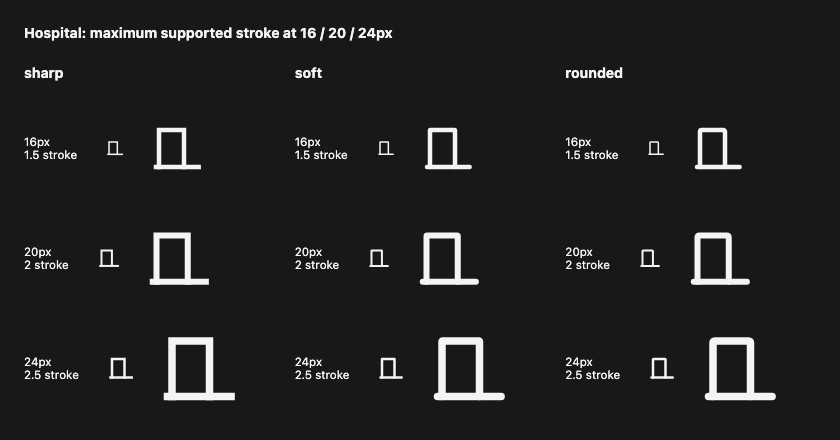 Hospital: maximum supported stroke at 16 / 20 / 24px
sharp
soft
rounded
16px
1.5 stroke
16px
1.5 stroke
16px
1.5 stroke
20px
2 stroke
20px
2 stroke
20px
2 stroke
24px
2.5 stroke
24px
2.5 stroke
24px
2.5 stroke